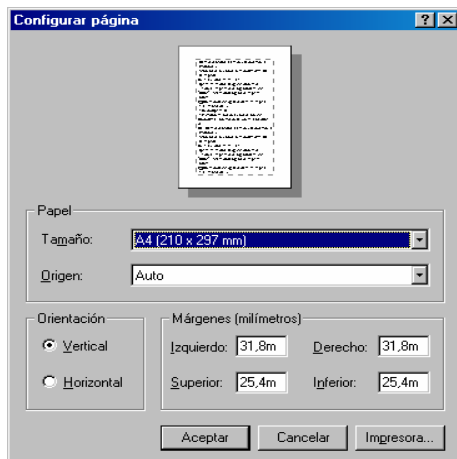 Configurar página
Papel
Tamaño: A4 (210 x 297 mm)
Origen: Auto
Orientación
Vertical
Horizontal
Márgenes (milímetros)
Izquierdo: 31,8m Derecho: 31,8m
Superior: 25,4m Inferior: 25,4m
Aceptar Cancelar Impresora...